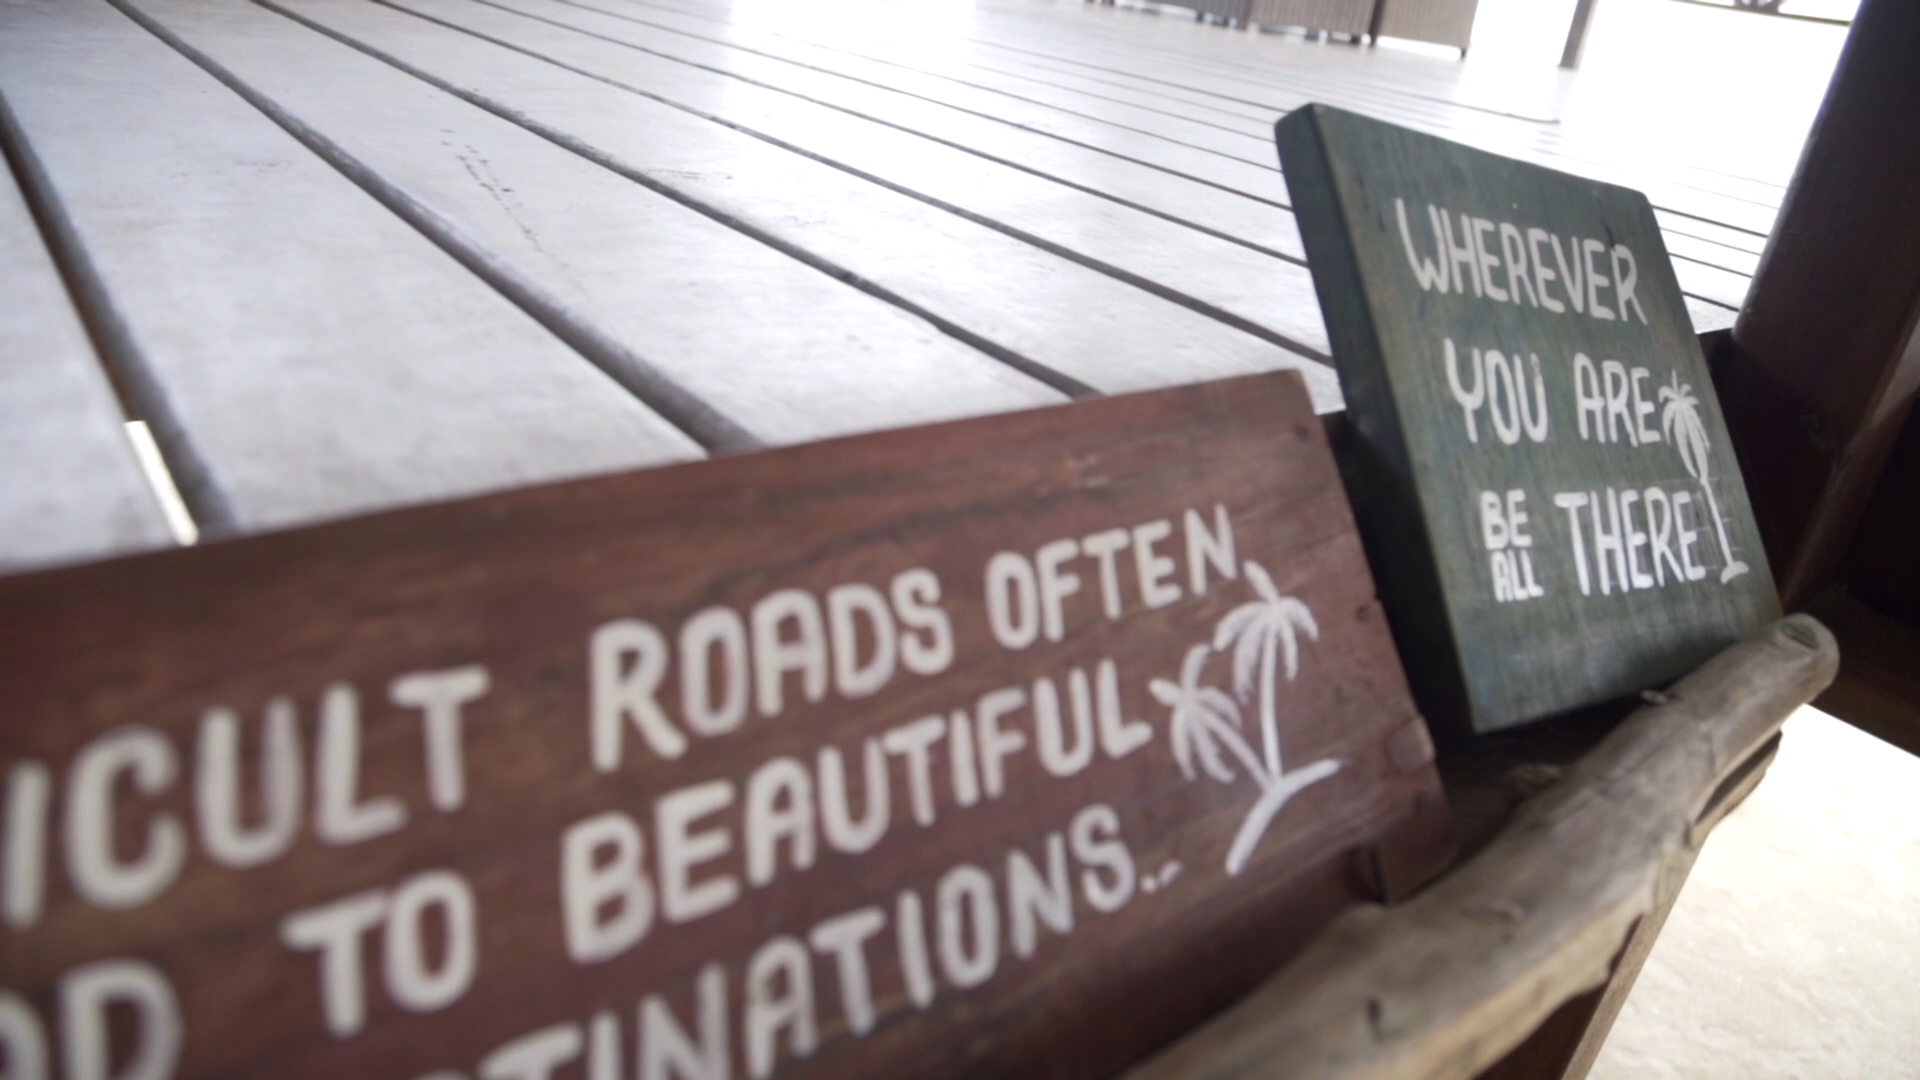 ICULT ROADS OFTEN
D TO BEAUTIFUL
TINATIONS..
WHEREVER
YOU ARE
BE ALL THERE